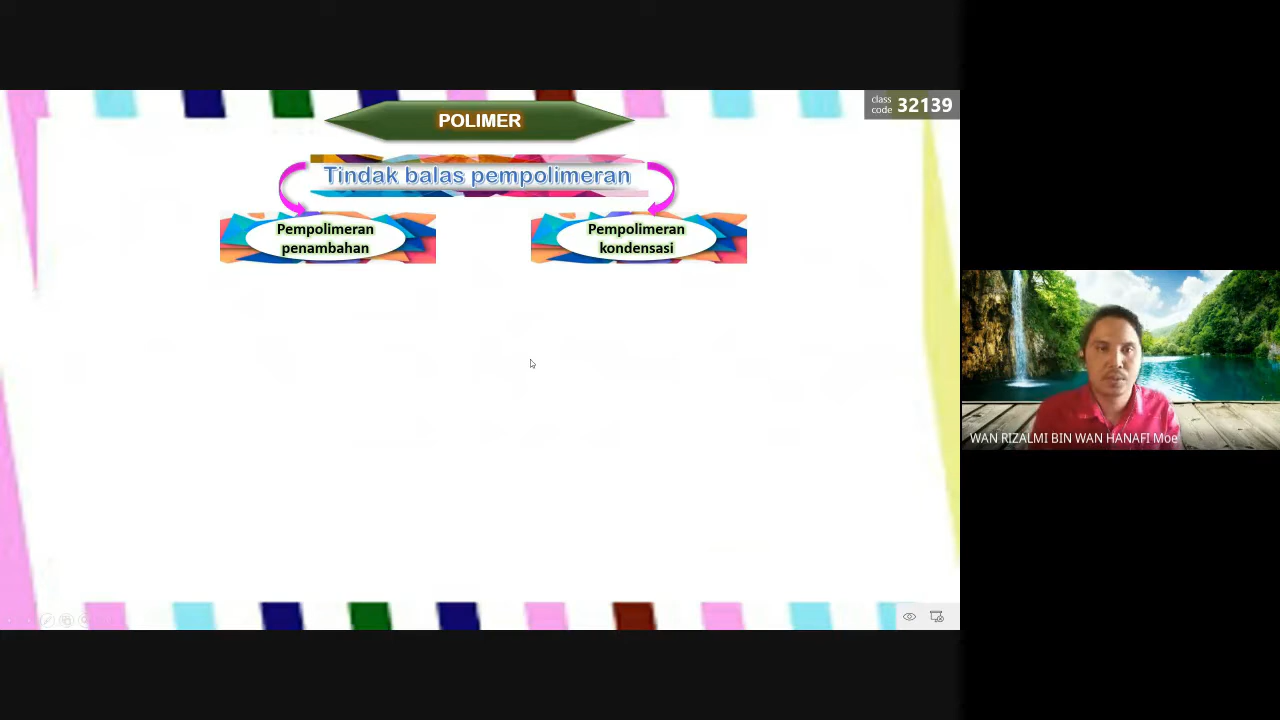 class
code 32139
POLIMER
Tindak balas pempolimeran
Pempolimeran
penambahan
Pempolimeran
kondensasi
WAN RIZALMI BIN WAN HANAFI Moe